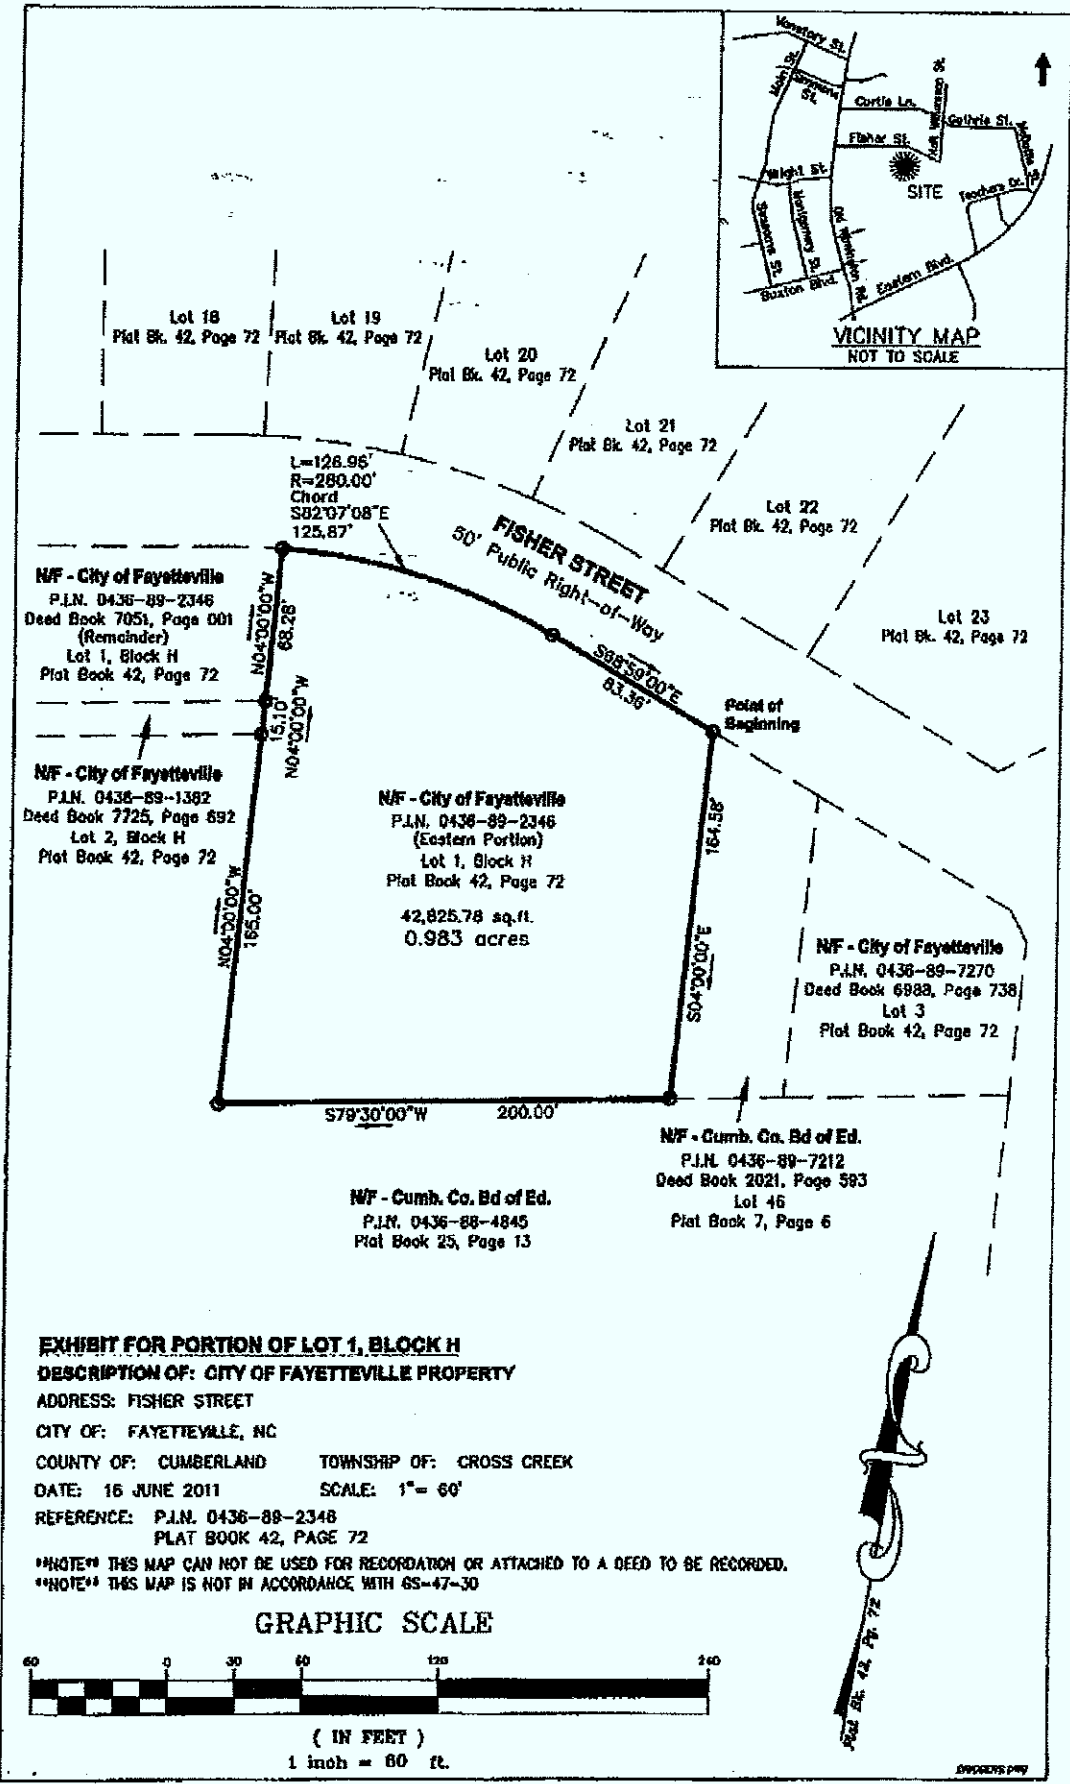 Vanstory St.
Main St.
Simmons St.
Curtis Ln.
Fisher St.
Guthrie St.
SITE
Wright St.
Teachers Dr.
Montgomery St.
Old Wilmington Rd.
Eastern Blvd.
Buxton Blvd.
VICINITY MAP
NOT TO SCALE
Lot 18
Plat Bk. 42, Page 72
Lot 19
Plat Bk. 42, Page 72
Lot 20
Plat Bk. 42, Page 72
Lot 21
Plat Bk. 42, Page 72
Lot 22
Plat Bk. 42, Page 72
Lot 23
Plat Bk. 42, Page 72
L=126.95'
R=280.00'
Chord
S82°07'08"E
125.87'
FISHER STREET
50' Public Right-of-Way
N/F - City of Fayetteville
P.I.N. 0436-89-2346
Deed Book 7051, Page 001
(Remainder)
Lot 1, Block H
Plat Book 42, Page 72
N04°00'00"W
68.28'
S68°59'00"E
83.36'
Point of
Beginning
15.10'
N04°00'00"W
N/F - City of Fayetteville
P.I.N. 0436-89-1382
Deed Book 7725, Page 692
Lot 2, Block H
Plat Book 42, Page 72
N/F - City of Fayetteville
P.I.N. 0436-89-2346
(Eastern Portion)
Lot 1, Block H
Plat Book 42, Page 72
42,825.78 sq.ft.
0.983 acres
164.58'
S04°00'00"E
N04°00'00"W
165.00'
N/F - City of Fayetteville
P.I.N. 0436-89-7270
Deed Book 6988, Page 738
Lot 3
Plat Book 42, Page 72
S79°30'00"W 200.00'
N/F - Cumb. Co. Bd of Ed.
P.I.N. 0436-89-7212
Deed Book 2021, Page 593
Lot 46
Plat Book 7, Page 6
N/F - Cumb. Co. Bd of Ed.
P.I.N. 0436-88-4845
Plat Book 25, Page 13
EXHIBIT FOR PORTION OF LOT 1, BLOCK H
DESCRIPTION OF: CITY OF FAYETTEVILLE PROPERTY
ADDRESS: FISHER STREET
CITY OF: FAYETTEVILLE, NC
COUNTY OF: CUMBERLAND TOWNSHIP OF: CROSS CREEK
DATE: 16 JUNE 2011 SCALE: 1"= 60'
REFERENCE: P.I.N. 0436-89-2346
PLAT BOOK 42, PAGE 72
**NOTE** THIS MAP CAN NOT BE USED FOR RECORDATION OR ATTACHED TO A DEED TO BE RECORDED.
**NOTE** THIS MAP IS NOT IN ACCORDANCE WITH GS-47-30
Plat Bk. 42, Pg. 72
GRAPHIC SCALE
60 0 30 60 120 240
( IN FEET )
1 inch = 60 ft.